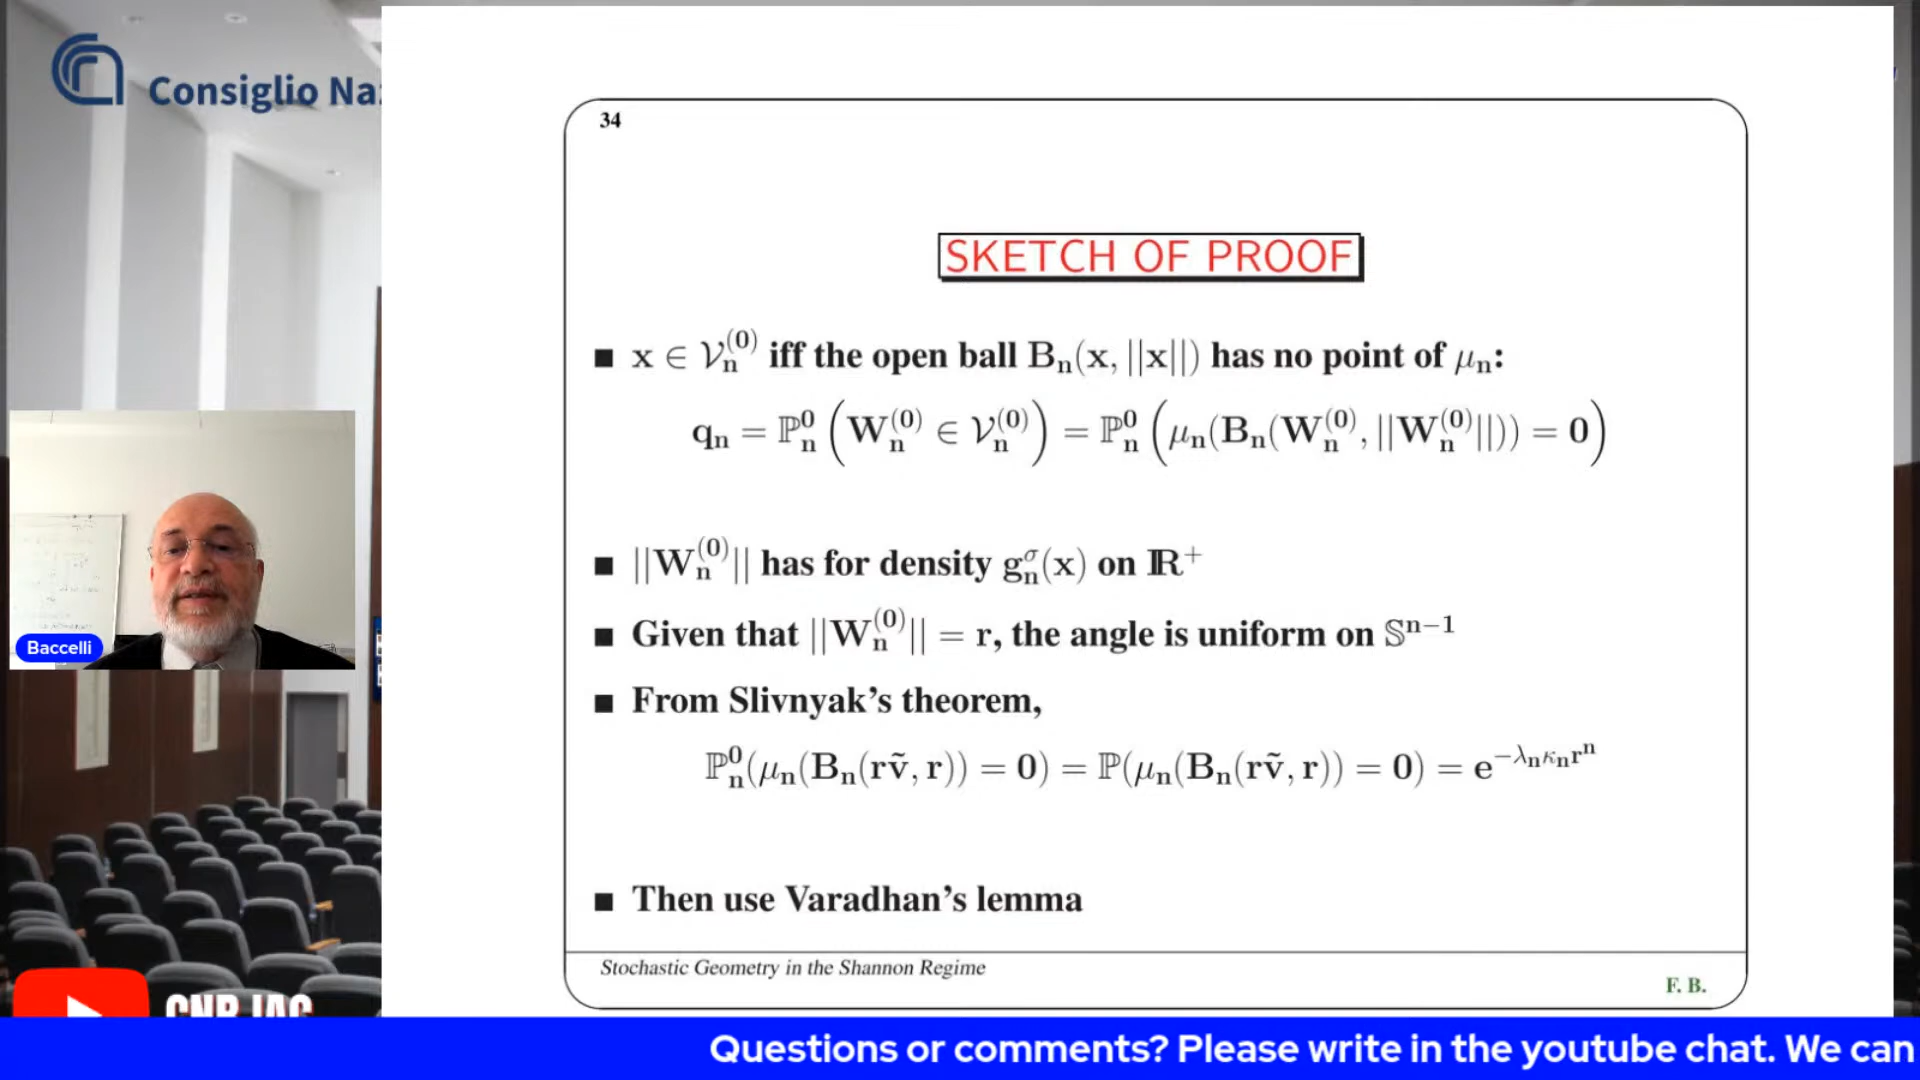 Consiglio Na
34
SKETCH OF PROOF
■ x ∈ 𝒱ₙ⁽⁰⁾ iff the open ball Bₙ(x, ||x||) has no point of μₙ:
qₙ = ℙₙ⁰ (Wₙ⁽⁰⁾ ∈ 𝒱ₙ⁽⁰⁾) = ℙₙ⁰ (μₙ(Bₙ(Wₙ⁽⁰⁾, ||Wₙ⁽⁰⁾||)) = 0)
■ ||Wₙ⁽⁰⁾|| has for density gₙ^σ(x) on ℝ⁺
■ Given that ||Wₙ⁽⁰⁾|| = r, the angle is uniform on 𝕊ⁿ⁻¹
■ From Slivnyak's theorem,
ℙₙ⁰(μₙ(Bₙ(rṽ, r)) = 0) = ℙ(μₙ(Bₙ(rṽ, r)) = 0) = e^{-λₙκₙrⁿ}
■ Then use Varadhan's lemma
Stochastic Geometry in the Shannon Regime
F. B.
Baccelli
Questions or comments? Please write in the youtube chat. We can